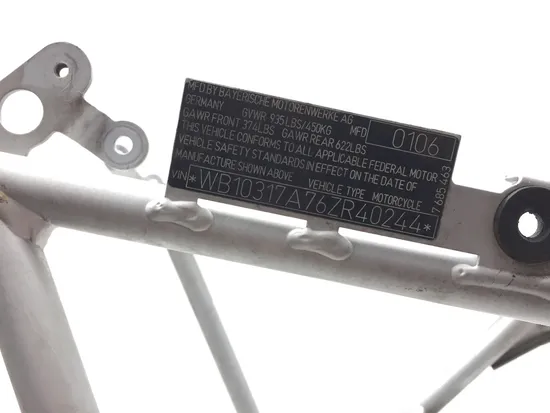 MFD BY BAYERISCHE MOTORENWERKE AG
GERMANY GVWR 935LBS/450KG MFD 0106
GAWR FRONT 374LBS GAWR REAR 622LBS
THIS VEHICLE CONFORMS TO ALL APPLICABLE FEDERAL MOTOR
VEHICLE SAFETY STANDARDS IN EFFECT ON THE DATE OF
MANUFACTURE SHOWN ABOVE VEHICLE TYPE MOTORCYCLE
VIN *WB10317A76ZR40244*
7 685 463